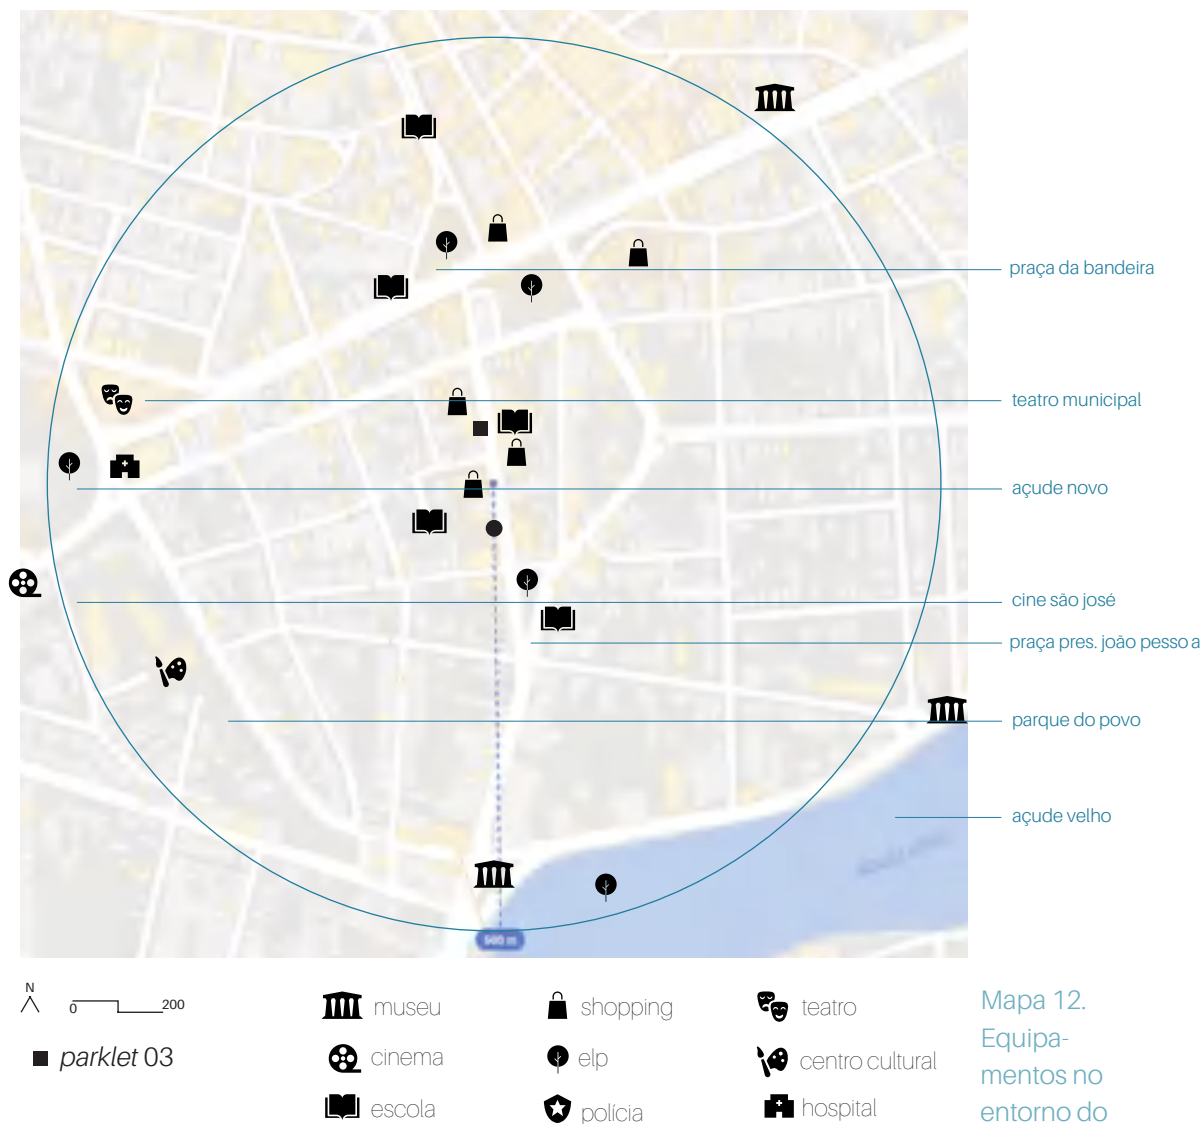 praça da bandeira
teatro municipal
açude novo
cine são josé
praça pres. joão pessoa
parque do povo
açude velho
500 m
N
0 200
parklet 03
museu
shopping
teatro
cinema
elp
centro cultural
escola
polícia
hospital
Mapa 12.
Equipa-
mentos no
entorno do